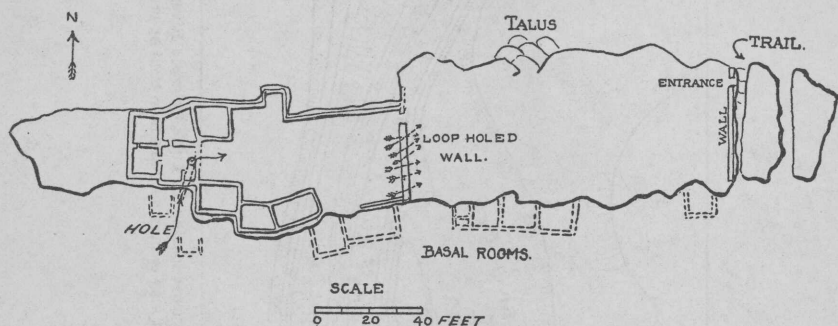 N
TALUS
TRAIL.
ENTRANCE
WALL
LOOP HOLED
WALL.
HOLE
BASAL ROOMS.
SCALE
0 20 40 FEET